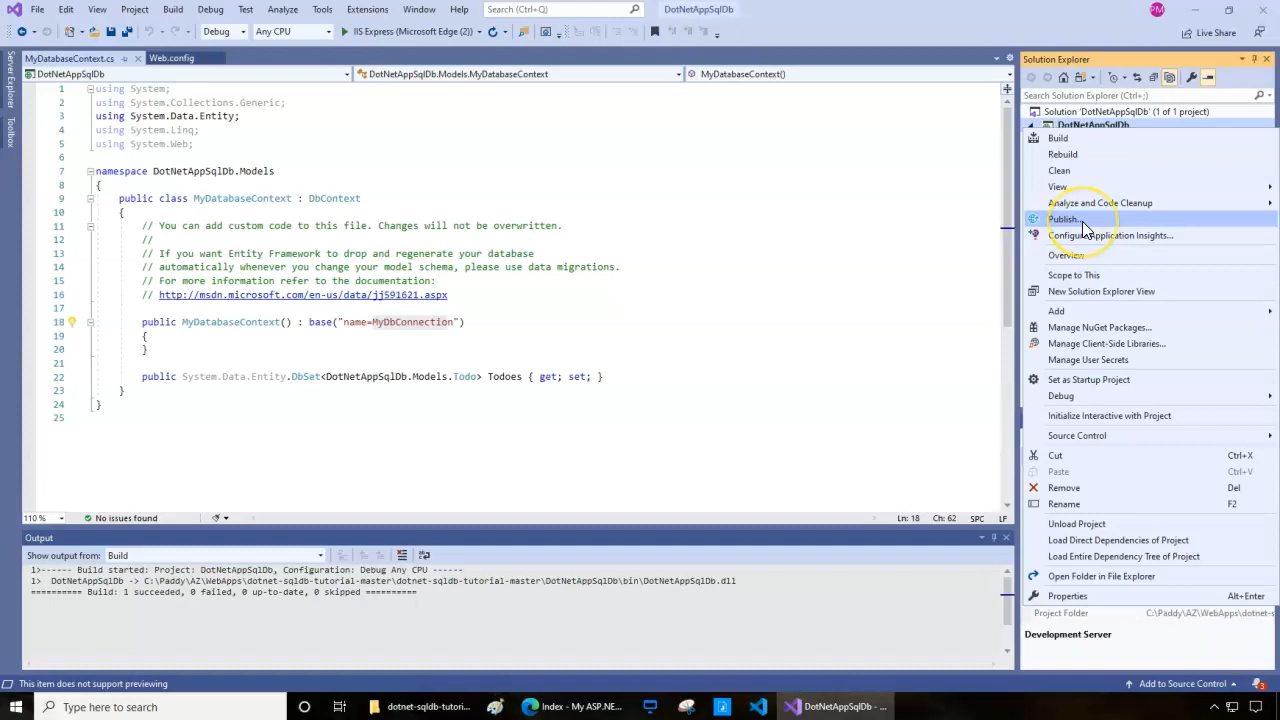 File Edit View Project Build Debug Test Analyze Tools Extensions Window Help Search (Ctrl+Q) DotNetAppSqlDb PM
Debug Any CPU IIS Express (Microsoft Edge (2)) Live Share
Server Explorer
Toolbox
MyDatabaseContext.cs Web.config
DotNetAppSqlDb DotNetAppSqlDb.Models.MyDatabaseContext MyDatabaseContext()
1 using System;
2 using System.Collections.Generic;
3 using System.Data.Entity;
4 using System.Linq;
5 using System.Web;
6
7 namespace DotNetAppSqlDb.Models
8 {
9 public class MyDatabaseContext : DbContext
10 {
11 // You can add custom code to this file. Changes will not be overwritten.
12 //
13 // If you want Entity Framework to drop and regenerate your database
14 // automatically whenever you change your model schema, please use data migrations.
15 // For more information refer to the documentation:
16 // http://msdn.microsoft.com/en-us/data/jj591621.aspx
17
18 public MyDatabaseContext() : base("name=MyDbConnection")
19 {
20 }
21
22 public System.Data.Entity.DbSet<DotNetAppSqlDb.Models.Todo> Todoes { get; set; }
23 }
24 }
25
110 % No issues found Ln: 18 Ch: 62 SPC LF
Output
Show output from: Build
1>------ Build started: Project: DotNetAppSqlDb, Configuration: Debug Any CPU ------
1> DotNetAppSqlDb -> C:\Paddy\AZ\WebApps\dotnet-sqldb-tutorial-master\dotnet-sqldb-tutorial-master\DotNetAppSqlDb\bin\DotNetAppSqlDb.dll
========== Build: 1 succeeded, 0 failed, 0 up-to-date, 0 skipped ==========
Solution Explorer
Search Solution Explorer (Ctrl+;)
Solution 'DotNetAppSqlDb' (1 of 1 project)
DotNetAppSqlDb
Build
Rebuild
Clean
View
Analyze and Code Cleanup
Publish...
Configure Application Insights...
Overview
Scope to This
New Solution Explorer View
Add
Manage NuGet Packages...
Manage Client-Side Libraries...
Manage User Secrets
Set as Startup Project
Debug
Initialize Interactive with Project
Source Control
Cut Ctrl+X
Paste Ctrl+V
Remove Del
Rename F2
Unload Project
Load Direct Dependencies of Project
Load Entire Dependency Tree of Project
Open Folder in File Explorer
Properties Alt+Enter
Project Folder C:\Paddy\AZ\WebApps\dotnet-s
Development Server
This item does not support previewing Add to Source Control 3
Type here to search dotnet-sqldb-tutori... Index - My ASP.NE... DotNetAppSqlDb - ...